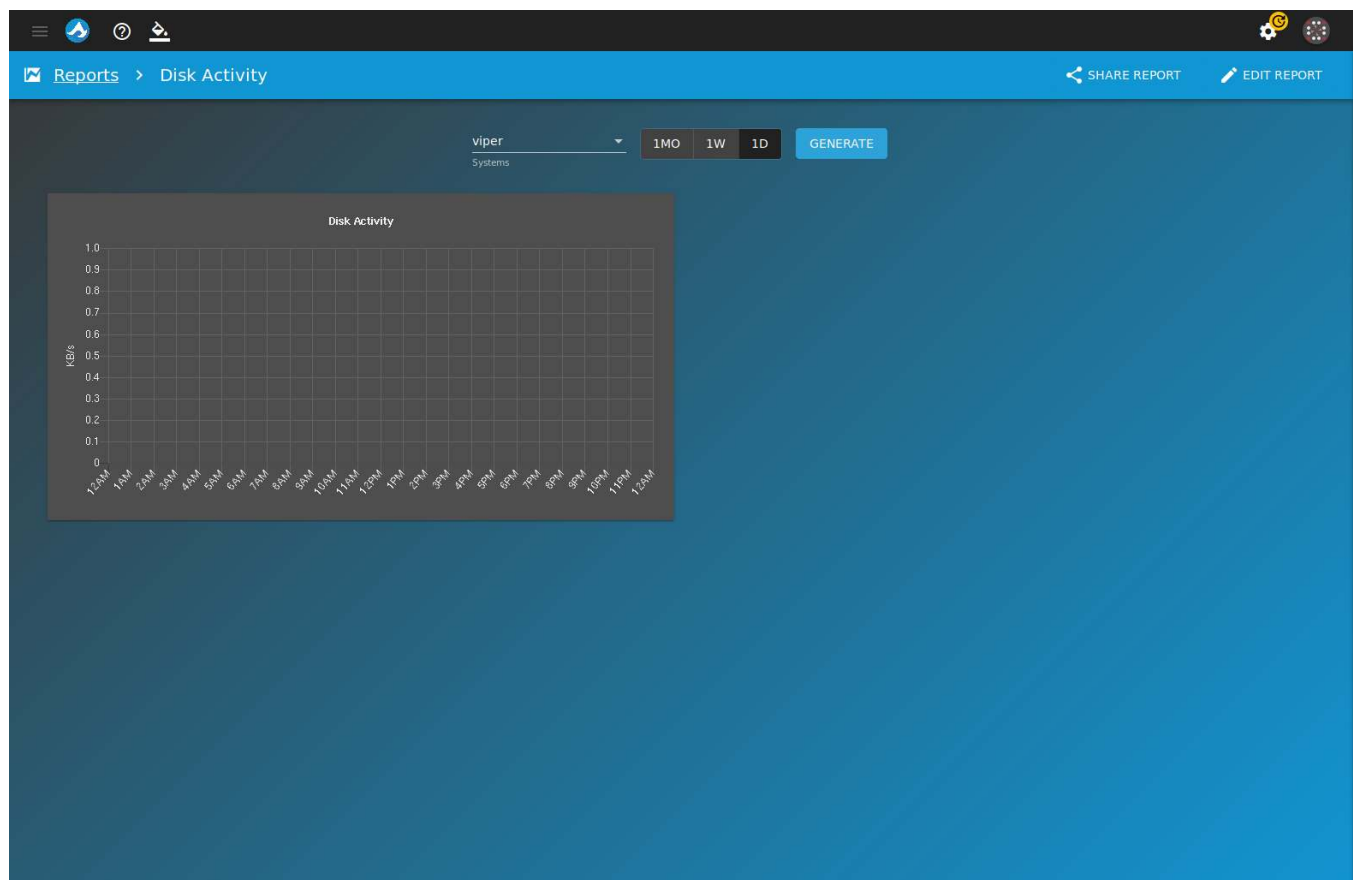 Reports > Disk Activity
SHARE REPORT
EDIT REPORT
viper
Systems
1MO 1W 1D
GENERATE
Disk Activity
1.0
0.9
0.8
0.7
0.6
0.5
0.4
0.3
0.2
0.1
0
KB/s
12AM 1AM 2AM 3AM 4AM 5AM 6AM 7AM 8AM 9AM 10AM 11AM 12PM 1PM 2PM 3PM 4PM 5PM 6PM 7PM 8PM 9PM 10PM 11PM 12AM